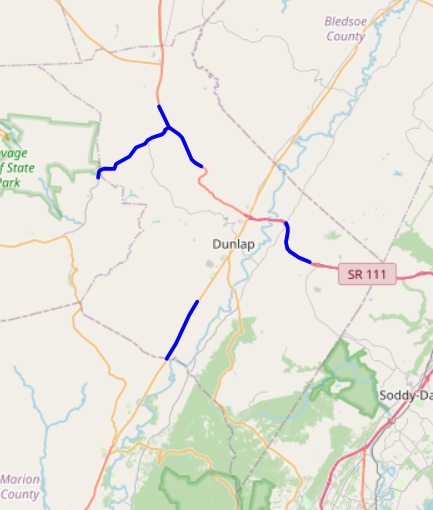 Bledsoe
County
vage
f State
Park
Dunlap
SR 111
Soddy-Da
Marion
County